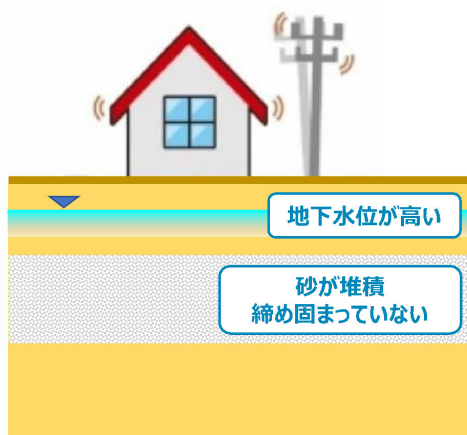 地下水位が高い
砂が堆積
締め固まっていない